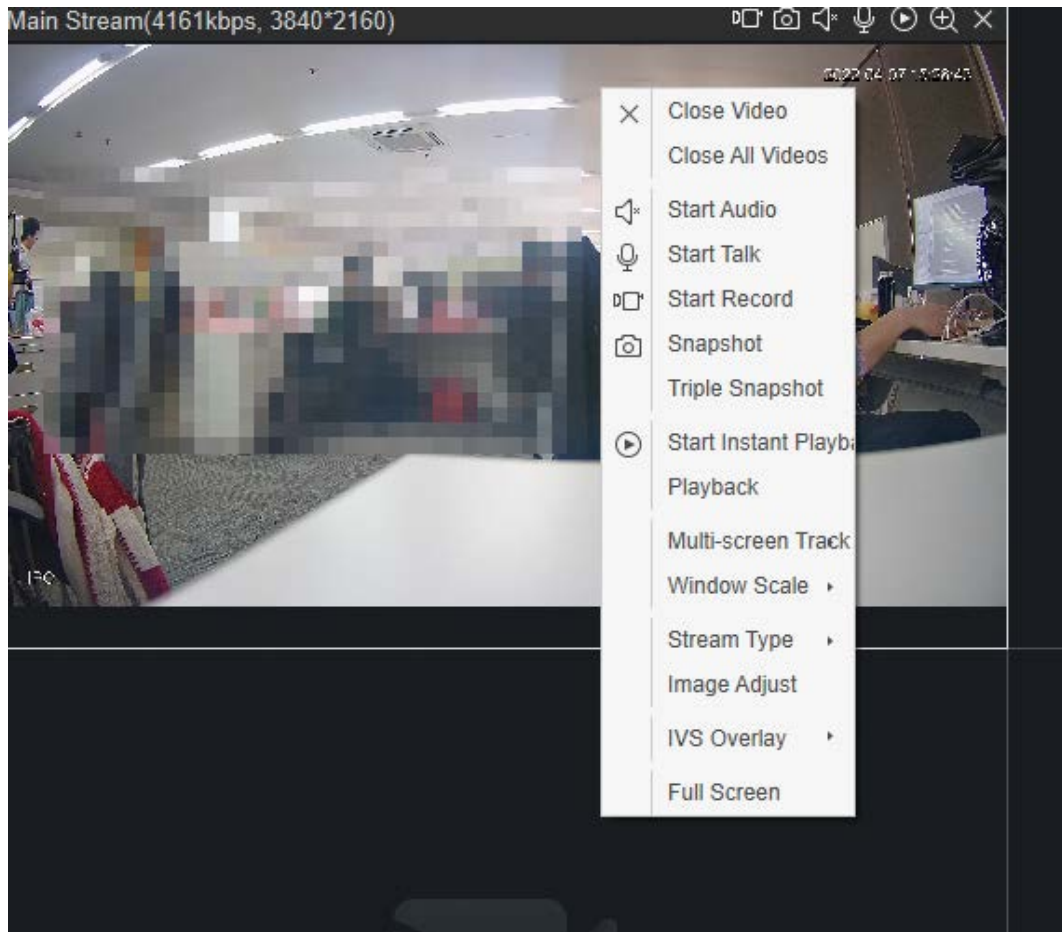 Main Stream(4161kbps, 3840*2160)
Close Video
Close All Videos
Start Audio
Start Talk
Start Record
Snapshot
Triple Snapshot
Start Instant Playba
Playback
Multi-screen Track
Window Scale
Stream Type
Image Adjust
IVS Overlay
Full Screen